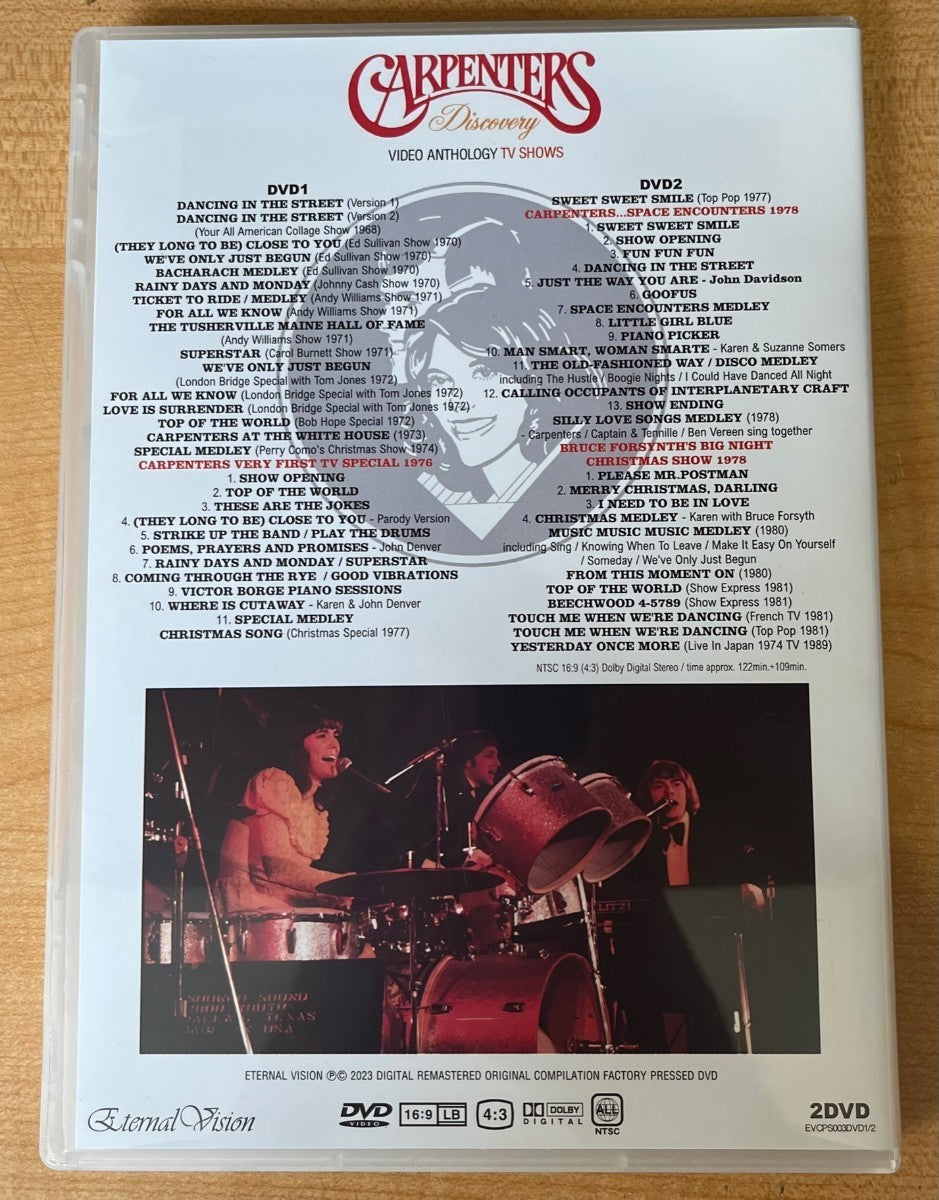 CARPENTERS
Discovery
VIDEO ANTHOLOGY TV SHOWS
DVD1
DANCING IN THE STREET (Version 1)
DANCING IN THE STREET (Version 2)
(Your All American Collage Show 1968)
(THEY LONG TO BE) CLOSE TO YOU (Ed Sullivan Show 1970)
WE'VE ONLY JUST BEGUN (Ed Sullivan Show 1970)
BACHARACH MEDLEY (Ed Sullivan Show 1970)
RAINY DAYS AND MONDAY (Johnny Cash Show 1970)
TICKET TO RIDE / MEDLEY (Andy Williams Show 1971)
FOR ALL WE KNOW (Andy Williams Show 1971)
THE TUSHERVILLE MAINE HALL OF FAME
(Andy Williams Show 1971)
SUPERSTAR (Carol Burnett Show 1971)
WE'VE ONLY JUST BEGUN
(London Bridge Special with Tom Jones 1972)
FOR ALL WE KNOW (London Bridge Special with Tom Jones 1972)
LOVE IS SURRENDER (London Bridge Special with Tom Jones 1972)
TOP OF THE WORLD (Bob Hope Special 1972)
CARPENTERS AT THE WHITE HOUSE (1973)
SPECIAL MEDLEY (Perry Como's Christmas Show 1974)
CARPENTERS VERY FIRST TV SPECIAL 1976
1. SHOW OPENING
2. TOP OF THE WORLD
3. THESE ARE THE JOKES
4. (THEY LONG TO BE) CLOSE TO YOU - Parody Version
5. STRIKE UP THE BAND / PLAY THE DRUMS
6. POEMS, PRAYERS AND PROMISES - John Denver
7. RAINY DAYS AND MONDAY / SUPERSTAR
8. COMING THROUGH THE RYE / GOOD VIBRATIONS
9. VICTOR BORGE PIANO SESSIONS
10. WHERE IS CUTAWAY - Karen & John Denver
11. SPECIAL MEDLEY
CHRISTMAS SONG (Christmas Special 1977)
DVD2
SWEET SWEET SMILE (Top Pop 1977)
CARPENTERS...SPACE ENCOUNTERS 1978
1. SWEET SWEET SMILE
2. SHOW OPENING
3. FUN FUN FUN
4. DANCING IN THE STREET
5. JUST THE WAY YOU ARE - John Davidson
6. GOOFUS
7. SPACE ENCOUNTERS MEDLEY
8. LITTLE GIRL BLUE
9. PIANO PICKER
10. MAN SMART, WOMAN SMARTE - Karen & Suzanne Somers
11. THE OLD-FASHIONED WAY / DISCO MEDLEY
including The Hustle / Boogie Nights / I Could Have Danced All Night
12. CALLING OCCUPANTS OF INTERPLANETARY CRAFT
13. SHOW ENDING
SILLY LOVE SONGS MEDLEY (1978)
- Carpenters / Captain & Tennille / Ben Vereen sing together
BRUCE FORSYNTH'S BIG NIGHT
CHRISTMAS SHOW 1978
1. PLEASE MR.POSTMAN
2. MERRY CHRISTMAS, DARLING
3. I NEED TO BE IN LOVE
4. CHRISTMAS MEDLEY - Karen with Bruce Forsyth
MUSIC MUSIC MUSIC MEDLEY (1980)
including Sing / Knowing When To Leave / Make It Easy On Yourself
/ Someday / We've Only Just Begun
FROM THIS MOMENT ON (1980)
TOP OF THE WORLD (Show Express 1981)
BEECHWOOD 4-5789 (Show Express 1981)
TOUCH ME WHEN WE'RE DANCING (French TV 1981)
TOUCH ME WHEN WE'RE DANCING (Top Pop 1981)
YESTERDAY ONCE MORE (Live In Japan 1974 TV 1989)
NTSC 16:9 (4:3) Dolby Digital Stereo / time approx. 122min.+109min.
SHOWCO SOUND
TEXAS
USA
ETERNAL VISION ℗© 2023 DIGITAL REMASTERED ORIGINAL COMPILATION FACTORY PRESSED DVD
Eternal Vision
DVD VIDEO
16:9 LB
4:3
DOLBY DIGITAL
ALL
NTSC
2DVD
EVCPS003DVD1/2